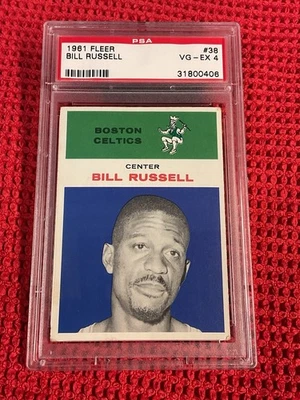 PSA
1961 FLEER #38
BILL RUSSELL VG-EX 4
31800406
BOSTON
CELTICS
CENTER
BILL RUSSELL